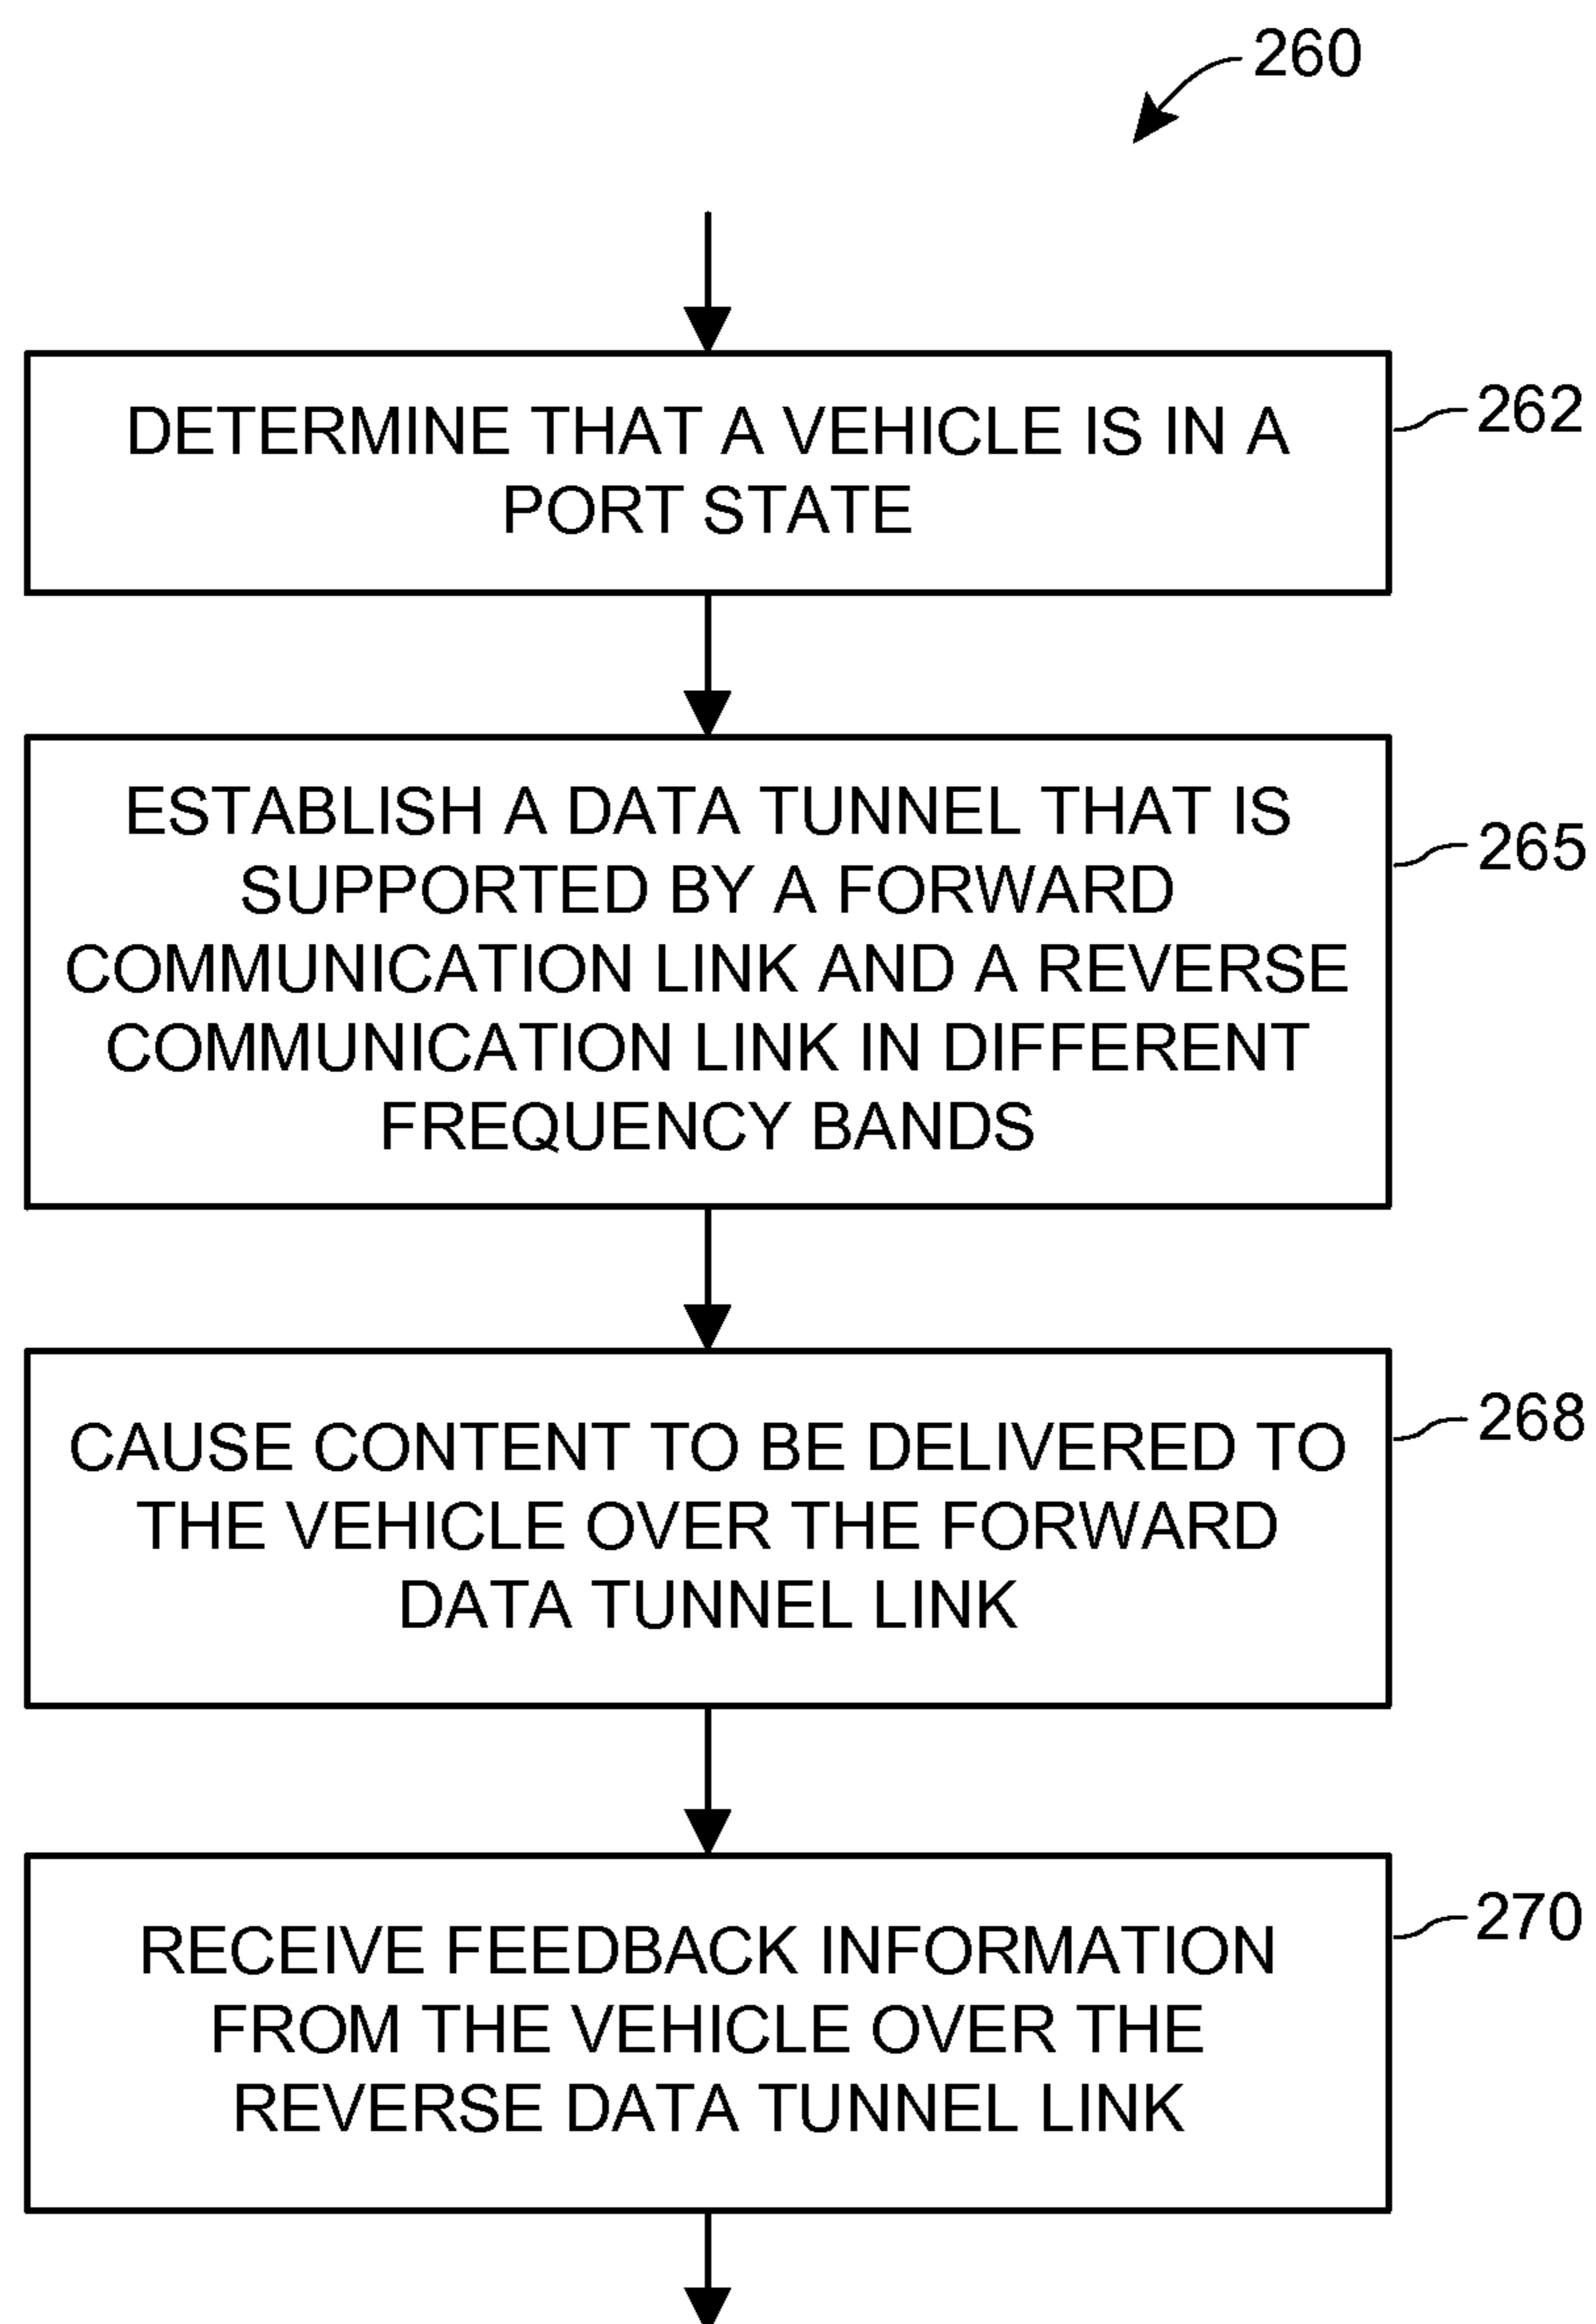 260
DETERMINE THAT A VEHICLE IS IN A
PORT STATE
262
ESTABLISH A DATA TUNNEL THAT IS
SUPPORTED BY A FORWARD
COMMUNICATION LINK AND A REVERSE
COMMUNICATION LINK IN DIFFERENT
FREQUENCY BANDS
265
CAUSE CONTENT TO BE DELIVERED TO
THE VEHICLE OVER THE FORWARD
DATA TUNNEL LINK
268
RECEIVE FEEDBACK INFORMATION
FROM THE VEHICLE OVER THE
REVERSE DATA TUNNEL LINK
270